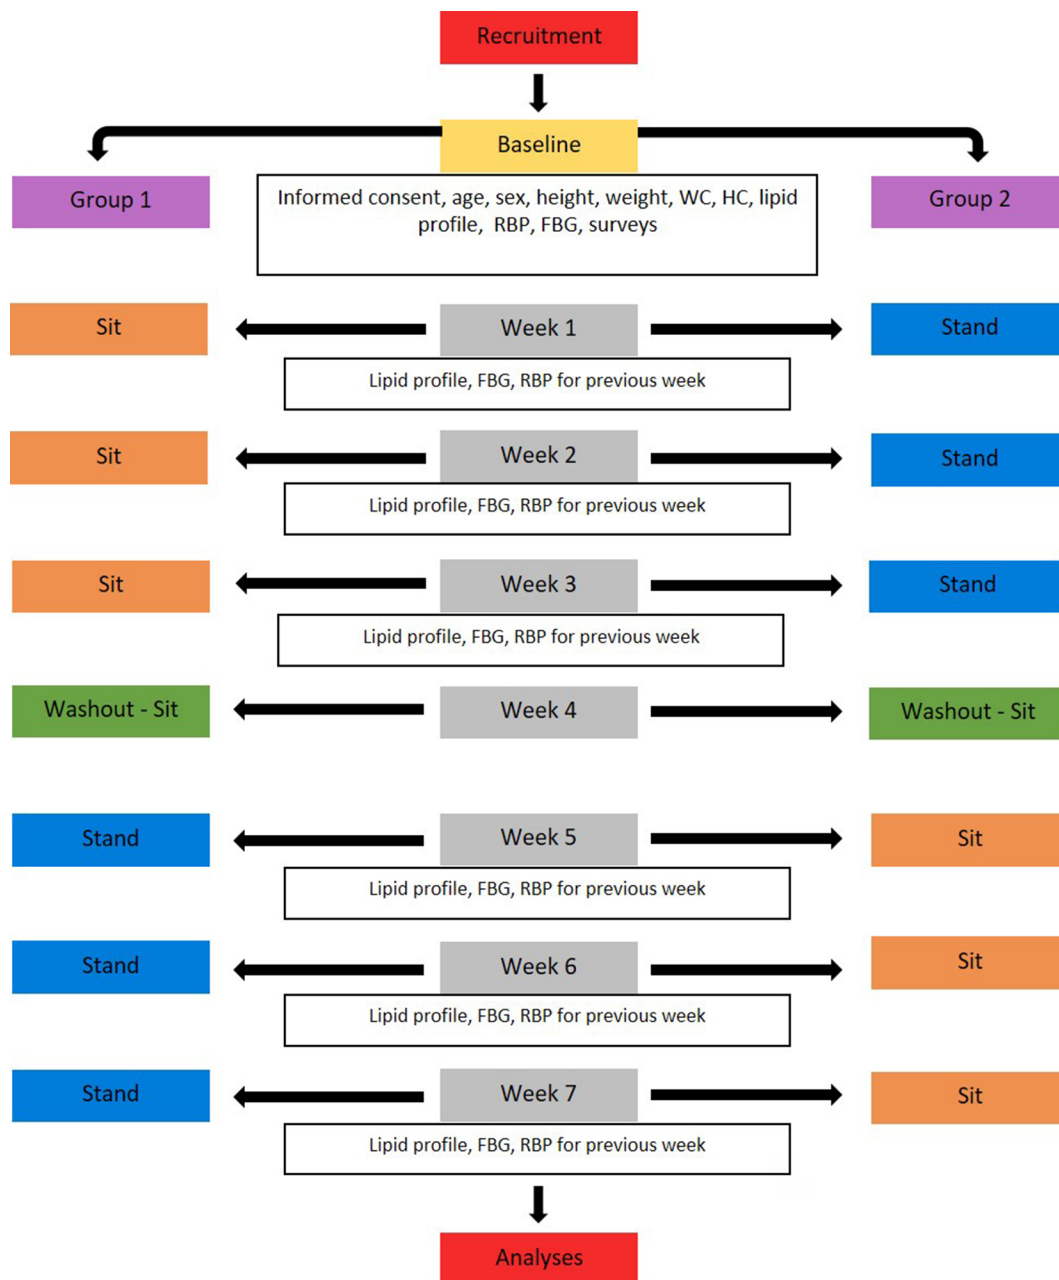 Recruitment
Baseline
Group 1
Informed consent, age, sex, height, weight, WC, HC, lipid
profile, RBP, FBG, surveys
Group 2
Sit
Week 1
Stand
Lipid profile, FBG, RBP for previous week
Sit
Week 2
Stand
Lipid profile, FBG, RBP for previous week
Sit
Week 3
Stand
Lipid profile, FBG, RBP for previous week
Washout - Sit
Week 4
Washout - Sit
Stand
Week 5
Sit
Lipid profile, FBG, RBP for previous week
Stand
Week 6
Sit
Lipid profile, FBG, RBP for previous week
Stand
Week 7
Sit
Lipid profile, FBG, RBP for previous week
Analyses